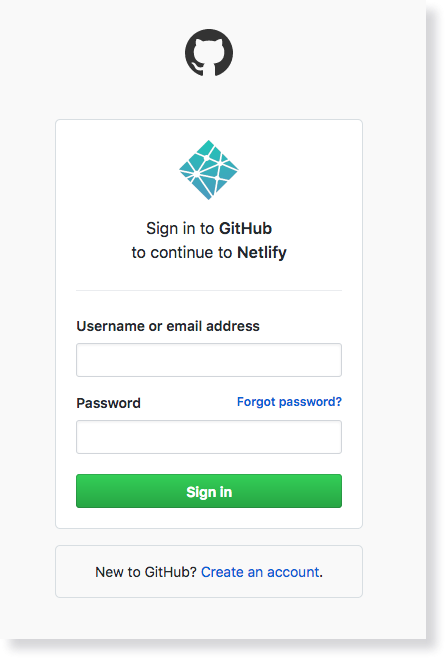 Sign in to GitHub
to continue to Netlify
Username or email address
Password Forgot password?
Sign in
New to GitHub? Create an account.